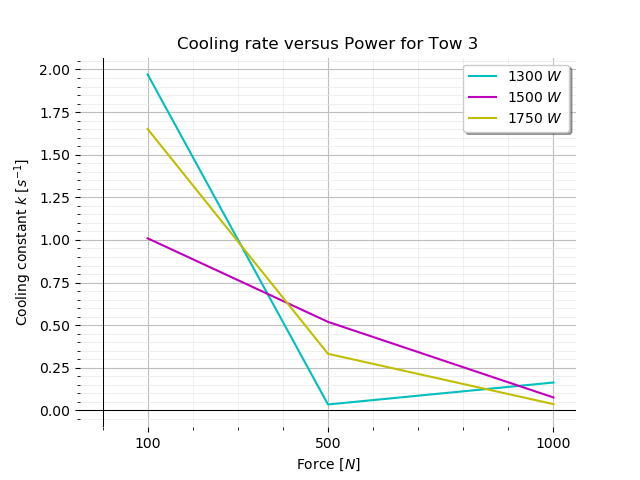 Cooling rate versus Power for Tow 3
2.00
1.75
1.50
1.25
1.00
0.75
0.50
0.25
0.00
Cooling constant k [s⁻¹]
1300 W
1500 W
1750 W
100 500 1000
Force [N]